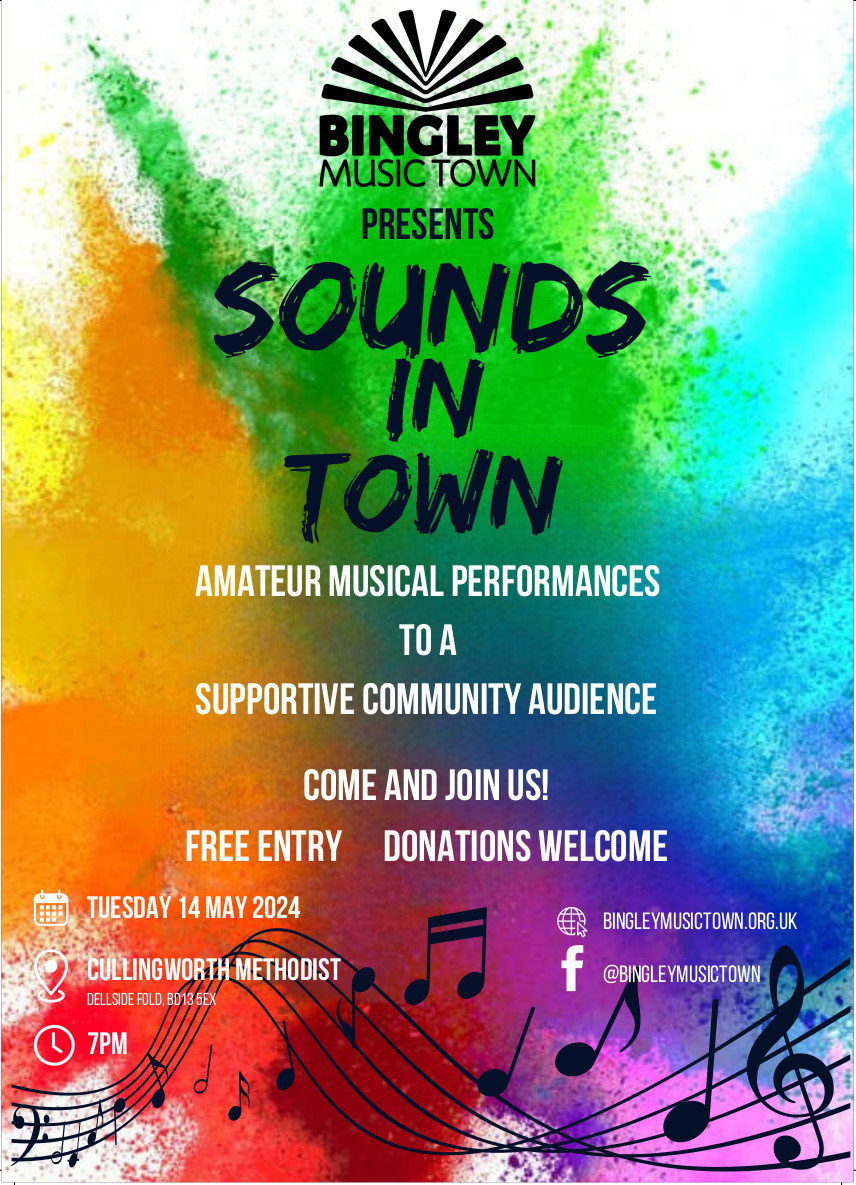 BINGLEY
MUSIC TOWN
PRESENTS
SOUNDS
IN
TOWN
AMATEUR MUSICAL PERFORMANCES
TO A
SUPPORTIVE COMMUNITY AUDIENCE
COME AND JOIN US!
FREE ENTRY DONATIONS WELCOME
TUESDAY 14 MAY 2024
CULLINGWORTH METHODIST
DELLSIDE FOLD, BD13 5EX
7PM
BINGLEYMUSICTOWN.ORG.UK
@BINGLEYMUSICTOWN